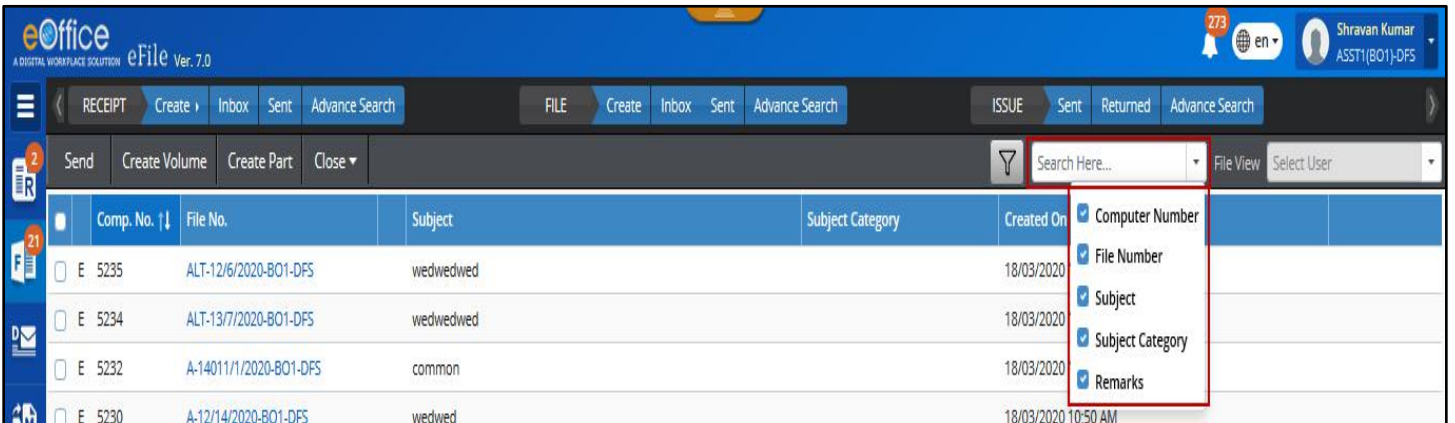 eOffice
A DIGITAL WORKPLACE SOLUTION eFile Ver. 7.0
273
en
Shravan Kumar
ASST1(BO1)-DFS
RECEIPT Create Inbox Sent Advance Search FILE Create Inbox Sent Advance Search ISSUE Sent Returned Advance Search
2
R
Send Create Volume Create Part Close Search Here... File View Select User
Comp. No. File No. Subject Subject Category Created On
Computer Number
File Number
Subject
Subject Category
Remarks
21
F
E 5235 ALT-12/6/2020-BO1-DFS wedwedwed 18/03/2020
E 5234 ALT-13/7/2020-BO1-DFS wedwedwed 18/03/2020
D
E 5232 A-14011/1/2020-BO1-DFS common 18/03/2020
E 5230 A-12/14/2020-BO1-DFS wedwed 18/03/2020 10:50 AM